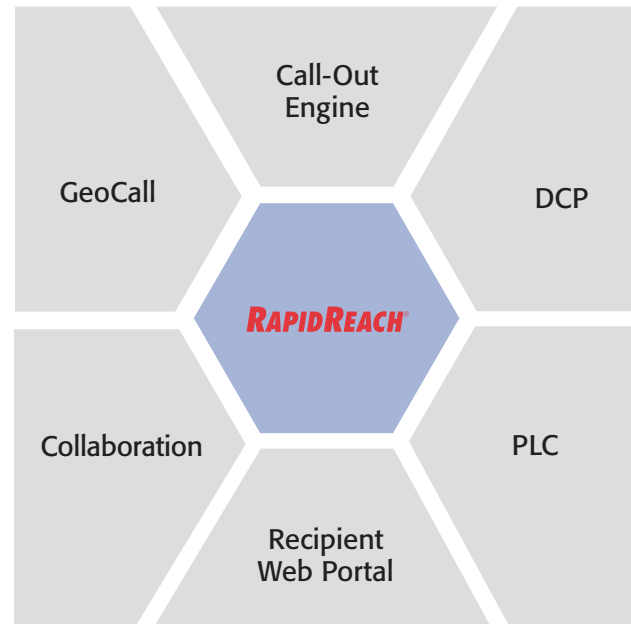 Call-Out
Engine
GeoCall
DCP
RAPIDREACH®
Collaboration
PLC
Recipient
Web Portal